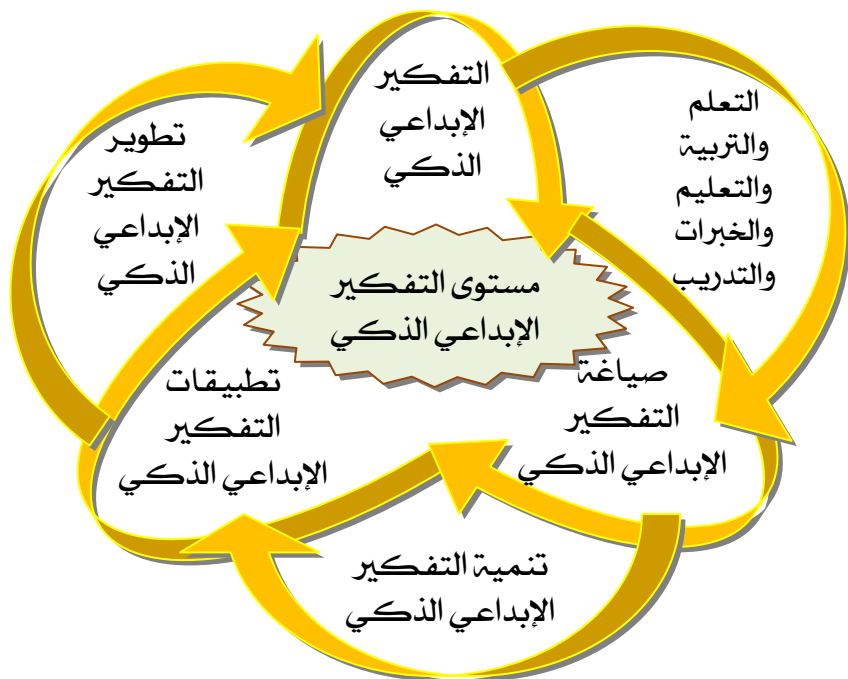 التفكير
الإبداعي
الذكي
التعلم
والتربية
والتعليم
والخبرات
والتدريب
تطوير
التفكير
الإبداعي
الذكي
مستوى التفكير
الإبداعي الذكي
صياغة
التفكير
الإبداعي الذكي
تطبيقات
التفكير
الإبداعي الذكي
تنمية التفكير
الإبداعي الذكي